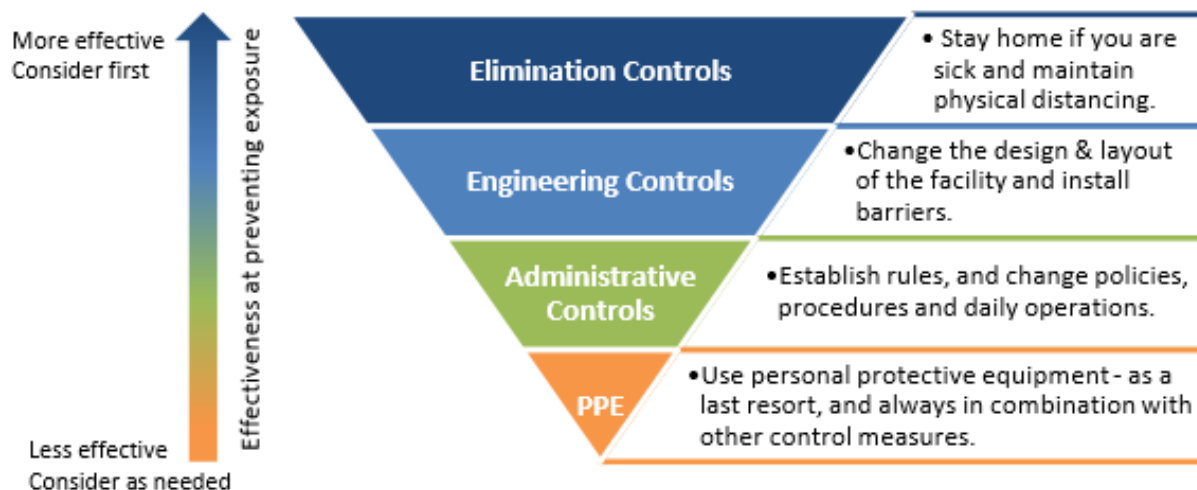 More effective
Consider first
Effectiveness at preventing exposure
Less effective
Consider as needed
Elimination Controls
• Stay home if you are
sick and maintain
physical distancing.
Engineering Controls
•Change the design & layout
of the facility and install
barriers.
Administrative
Controls
•Establish rules, and change policies,
procedures and daily operations.
PPE
•Use personal protective equipment - as a
last resort, and always in combination with
other control measures.